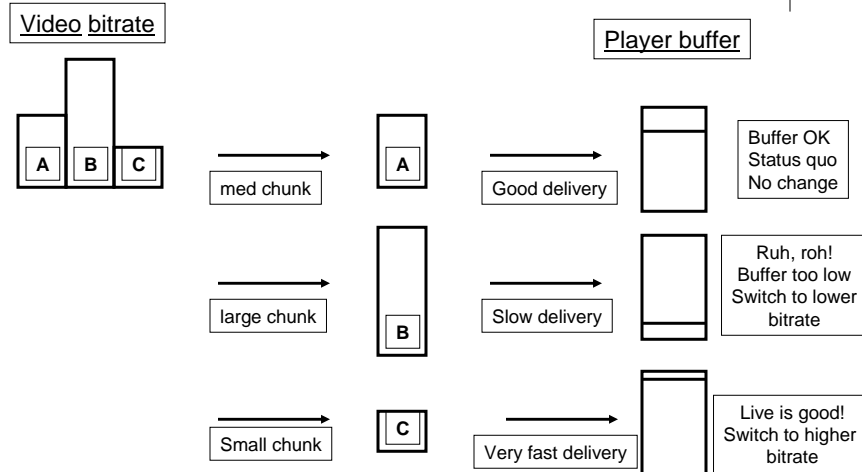 Video bitrate
Player buffer
A
B
C
med chunk
A
Good delivery
Buffer OK
Status quo
No change
large chunk
B
Slow delivery
Ruh, roh!
Buffer too low
Switch to lower
bitrate
Small chunk
C
Very fast delivery
Live is good!
Switch to higher
bitrate